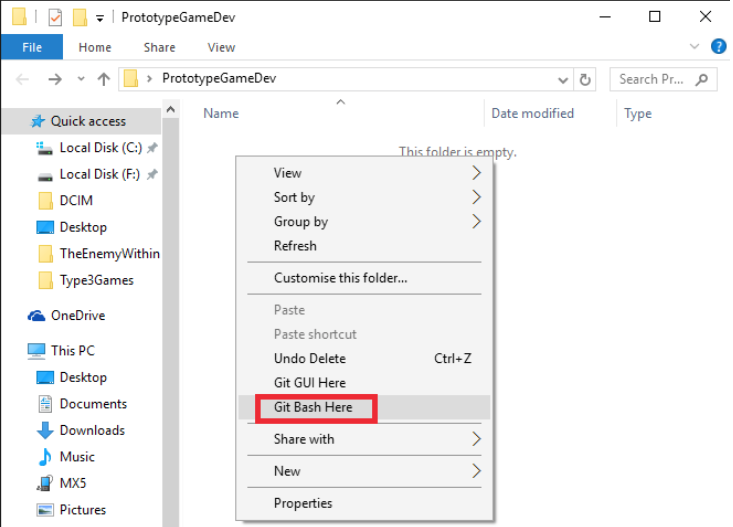 PrototypeGameDev
File Home Share View
PrototypeGameDev Search Pr...
Name Date modified Type
This folder is empty.
Quick access
Local Disk (C:)
Local Disk (F:)
DCIM
Desktop
TheEnemyWithin
Type3Games
OneDrive
This PC
Desktop
Documents
Downloads
Music
MX5
Pictures
View
Sort by
Group by
Refresh
Customise this folder...
Paste
Paste shortcut
Undo Delete Ctrl+Z
Git GUI Here
Git Bash Here
Share with
New
Properties